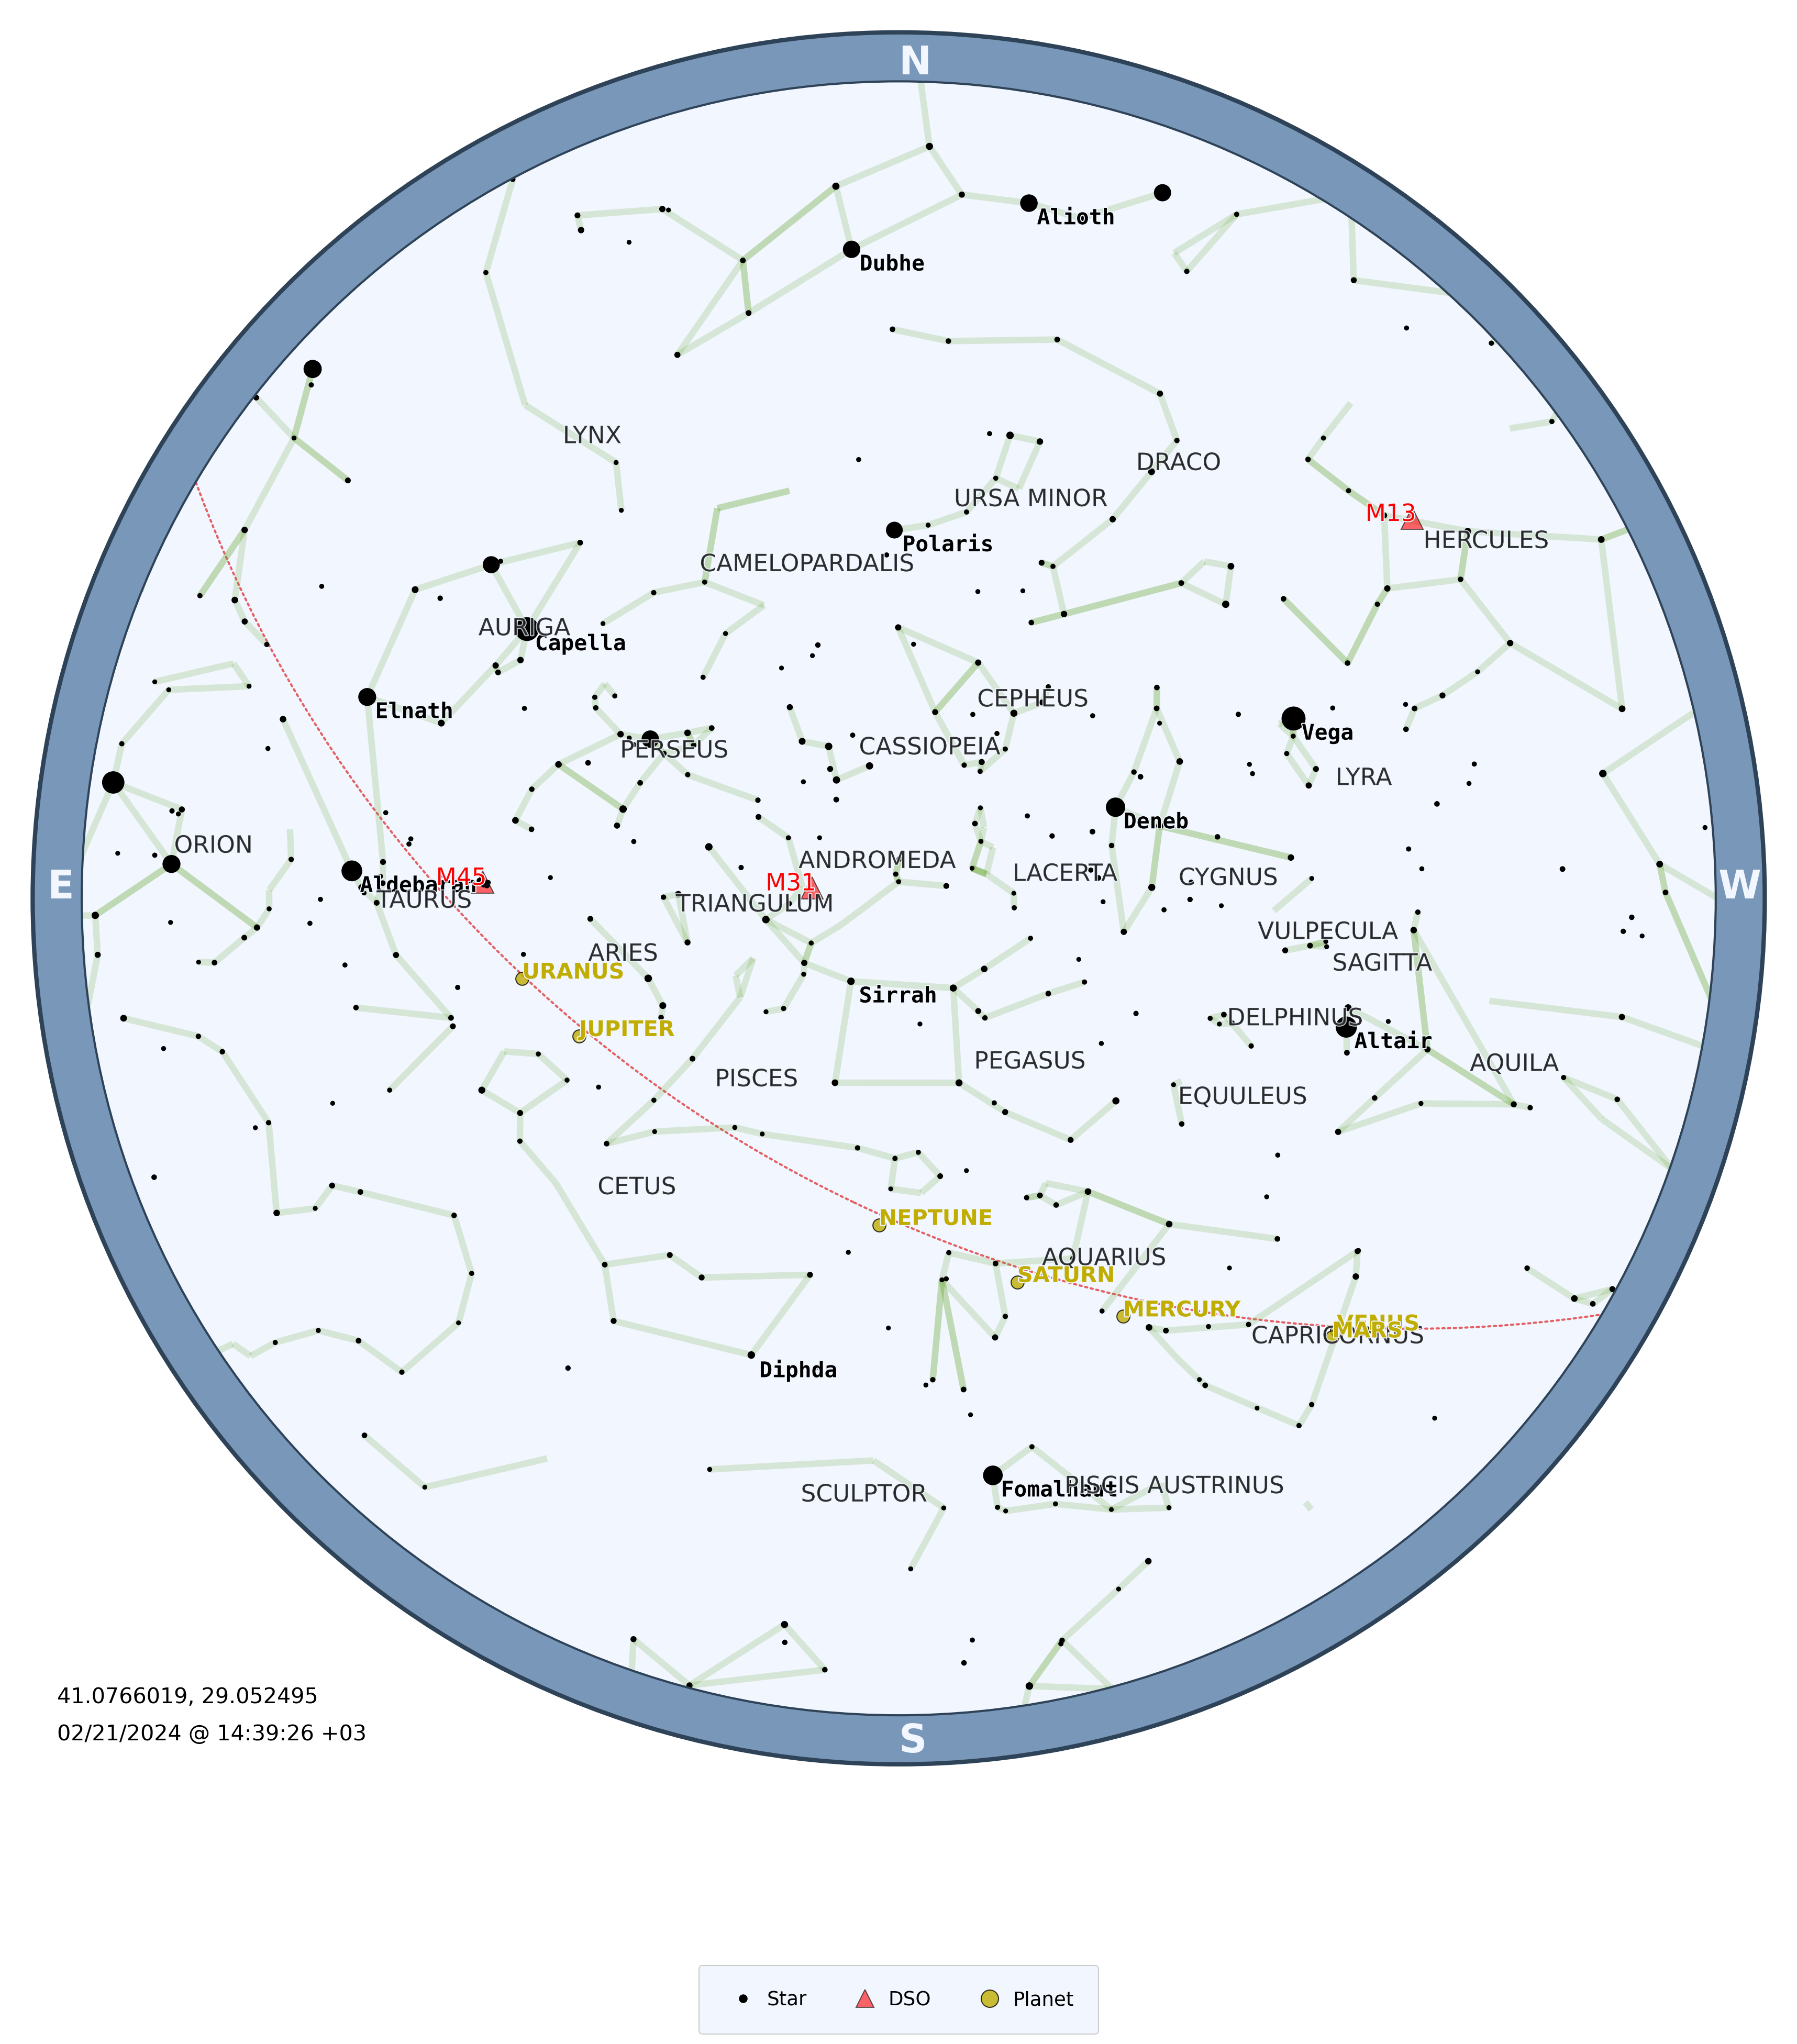 N
Alioth
Dubhe
LYNX
DRACO
URSA MINOR
M13
HERCULES
Polaris
CAMELOPARDALIS
AURIGA
Capella
CEPHEUS
Elnath
Vega
PERSEUS
CASSIOPEIA
LYRA
Deneb
ORION
ANDROMEDA
LACERTA
CYGNUS
E
M45
Aldebaran
TAURUS
M31
TRIANGULUM
W
VULPECULA
ARIES
SAGITTA
URANUS
Sirrah
JUPITER
DELPHINUS
Altair
PISCES
PEGASUS
AQUILA
EQUULEUS
CETUS
NEPTUNE
AQUARIUS
SATURN
MERCURY
VENUS
MARS
CAPRICORNUS
Diphda
SCULPTOR
Fomalhaut
PISCIS AUSTRINUS
S
41.0766019, 29.052495
02/21/2024 @ 14:39:26 +03
Star
DSO
Planet